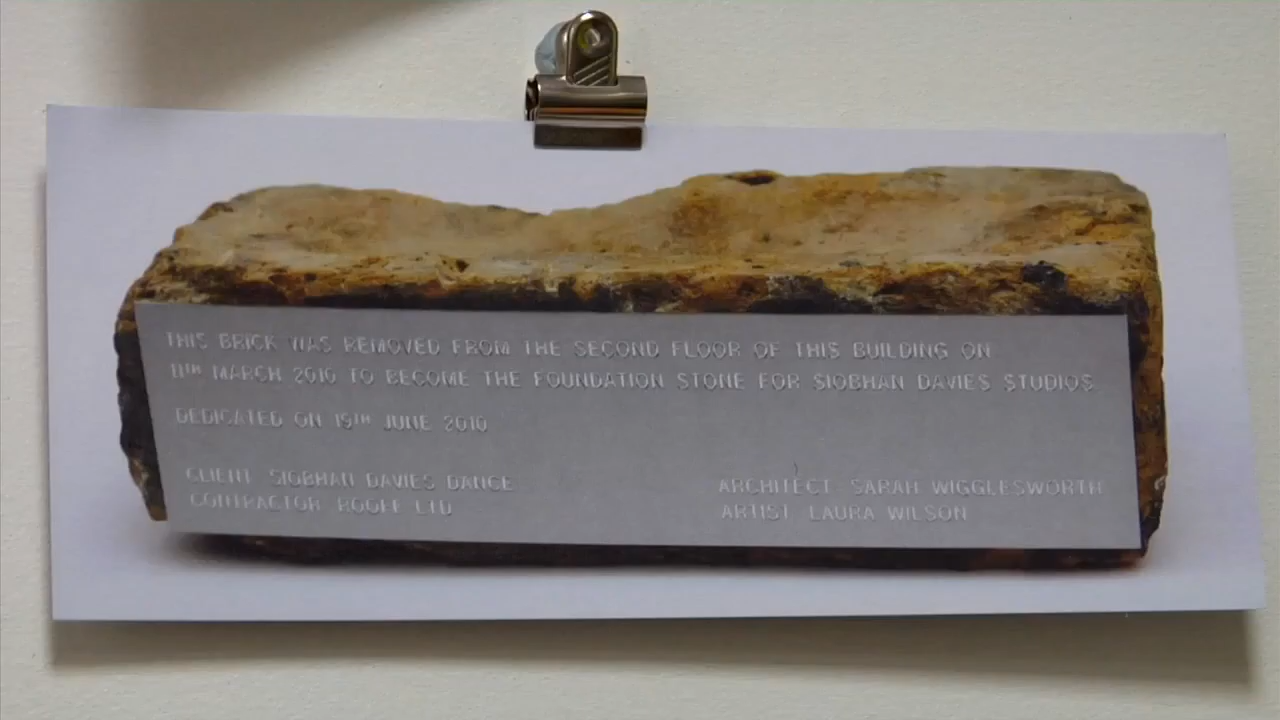 THIS BRICK WAS REMOVED FROM THE SECOND FLOOR OF THIS BUILDING ON
11TH MARCH 2010 TO BECOME THE FOUNDATION STONE FOR SIOBHAN DAVIES STUDIOS
DEDICATED ON 19TH JUNE 2010
CLIENT SIOBHAN DAVIES DANCE
CONTRACTOR ROOFF LTD
ARCHITECT SARAH WIGGLESWORTH
ARTIST LAURA WILSON